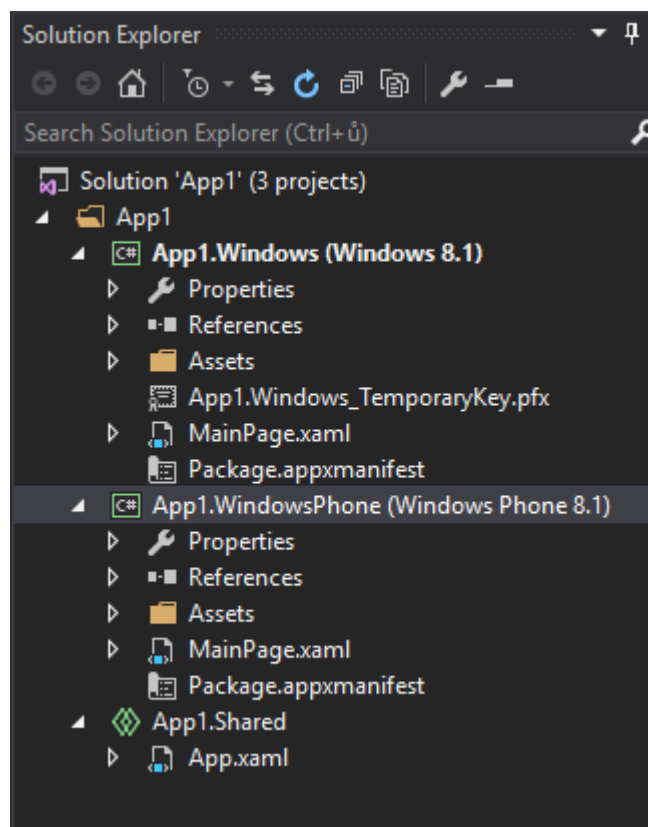 Solution Explorer
Search Solution Explorer (Ctrl+ů)
Solution 'App1' (3 projects)
App1
C# App1.Windows (Windows 8.1)
Properties
References
Assets
App1.Windows_TemporaryKey.pfx
MainPage.xaml
Package.appxmanifest
C# App1.WindowsPhone (Windows Phone 8.1)
Properties
References
Assets
MainPage.xaml
Package.appxmanifest
App1.Shared
App.xaml